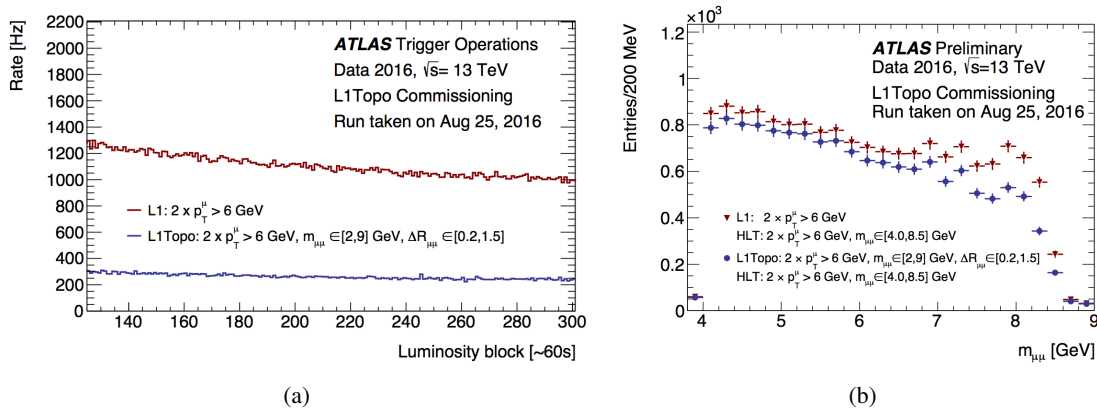 Rate [Hz]
2200
2000
1800
1600
1400
1200
1000
800
600
400
200
0
ATLAS Trigger Operations
Data 2016, √s= 13 TeV
L1Topo Commissioning
Run taken on Aug 25, 2016
L1: 2 x p_T^μ > 6 GeV
L1Topo: 2 x p_T^μ > 6 GeV, m_μμ ∈[2,9] GeV, ΔR_μμ ∈[0.2,1.5]
140 160 180 200 220 240 260 280 300
Luminosity block [~60s]
(a)
×10³
Entries/200 MeV
1
0.8
0.6
0.4
0.2
0
ATLAS Preliminary
Data 2016, √s=13 TeV
L1Topo Commissioning
Run taken on Aug 25, 2016
L1: 2 × p_T^μ > 6 GeV
HLT: 2 × p_T^μ > 6 GeV, m_μμ∈[4.0,8.5] GeV
L1Topo: 2 × p_T^μ > 6 GeV, m_μμ∈[2,9] GeV, ΔR_μμ∈[0.2,1.5]
HLT: 2 × p_T^μ > 6 GeV, m_μμ∈[4.0,8.5] GeV
4 5 6 7 8 9
m_μμ [GeV]
(b)